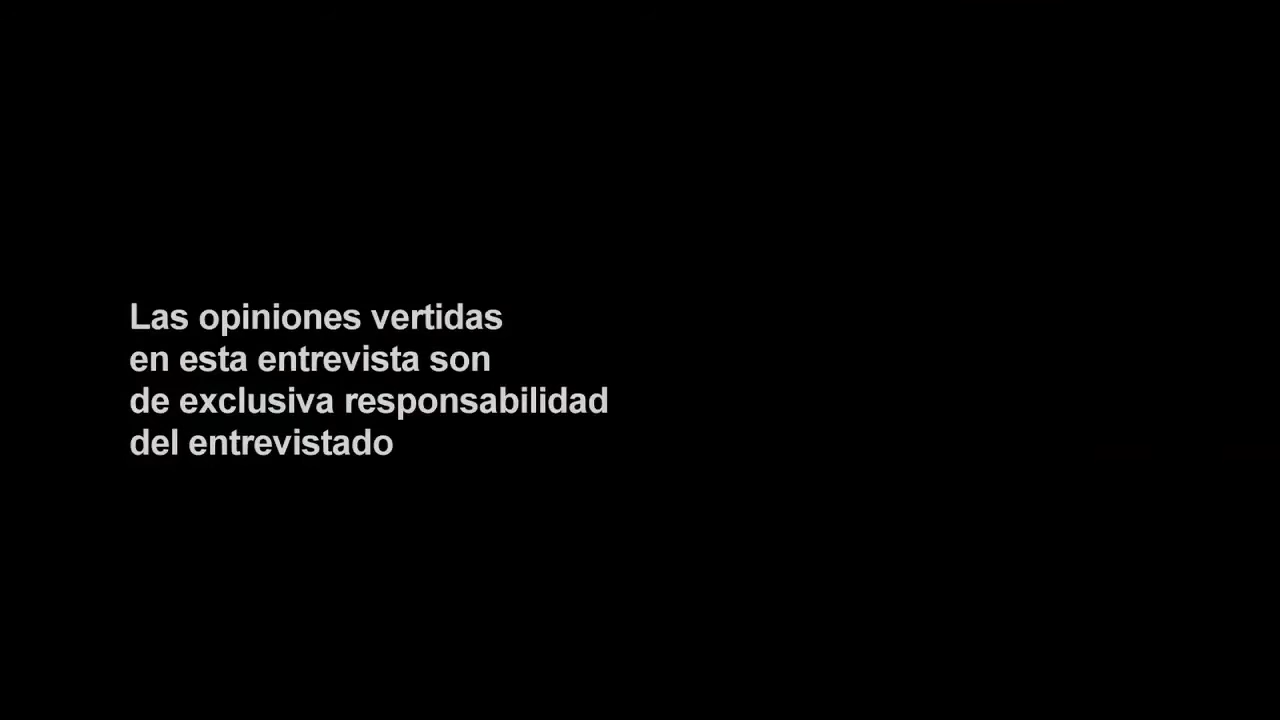 Las opiniones vertidas
en esta entrevista son
de exclusiva responsabilidad
del entrevistado